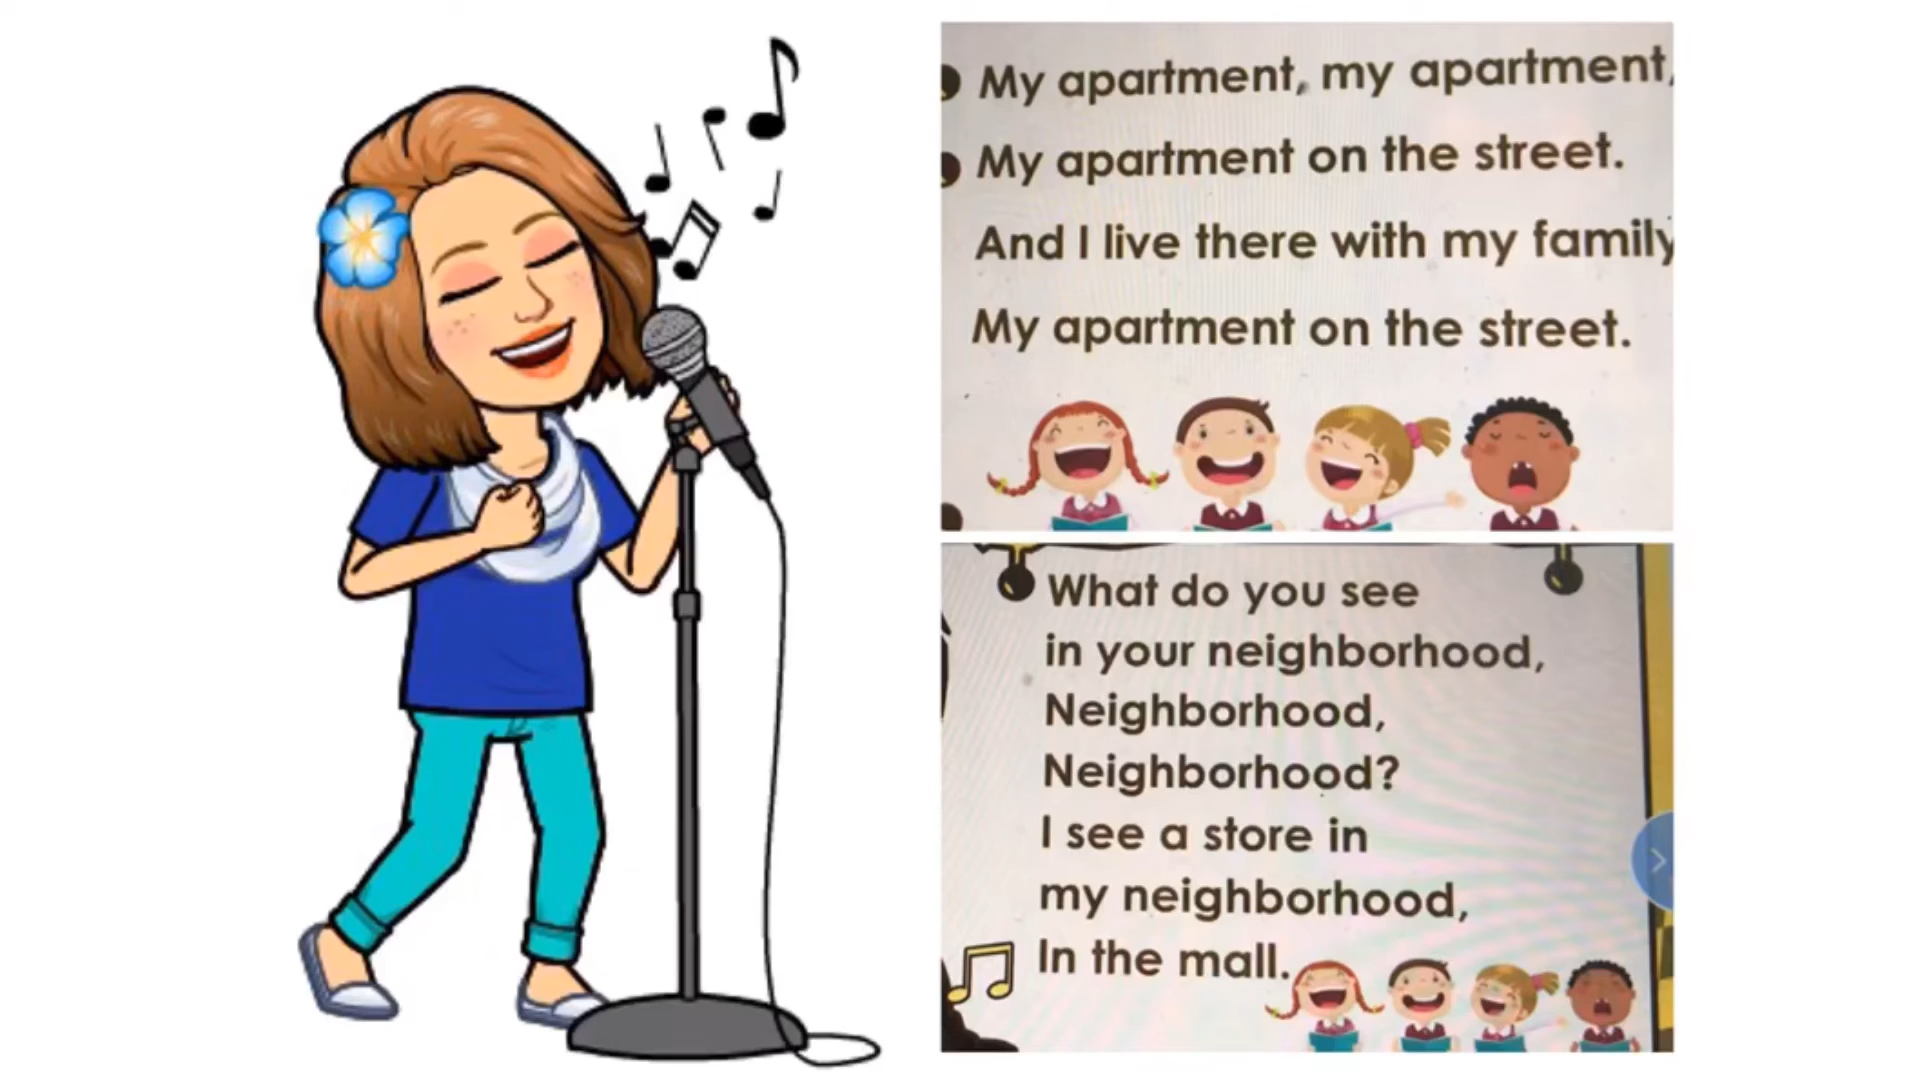 My apartment, my apartment,
My apartment on the street.
And I live there with my family
My apartment on the street.
What do you see
in your neighborhood,
Neighborhood,
Neighborhood?
I see a store in
my neighborhood,
In the mall.